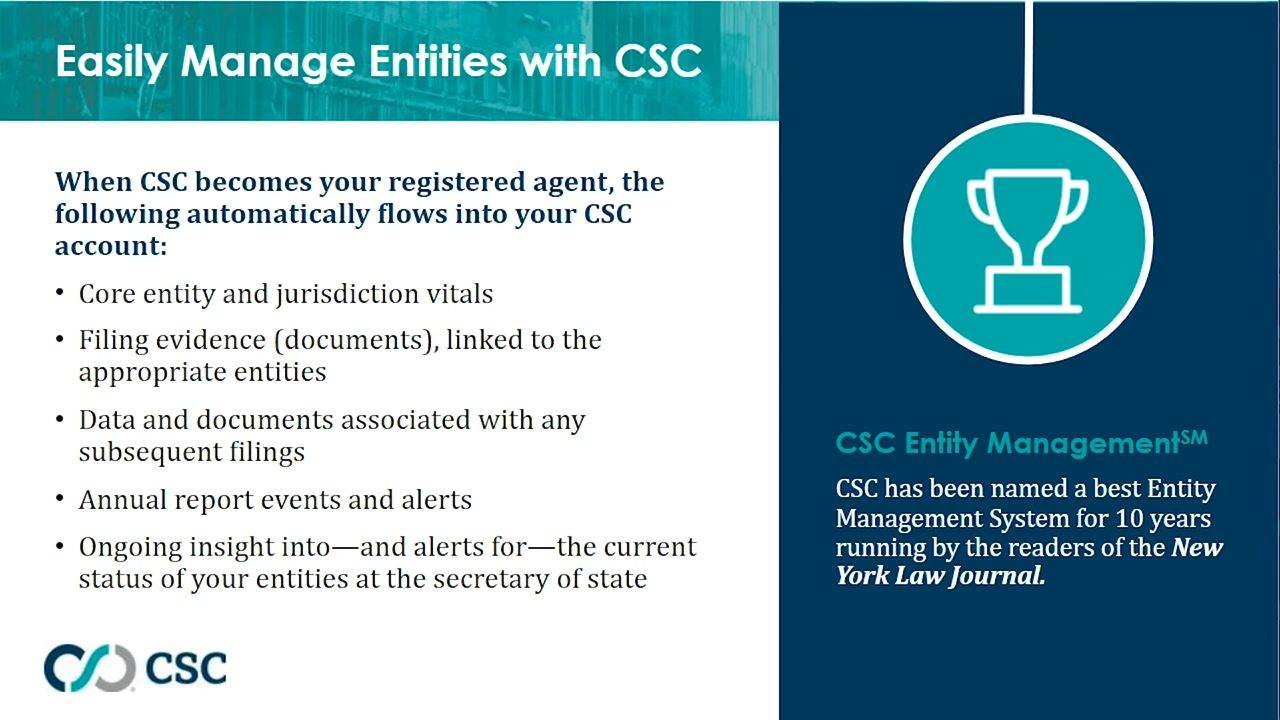 Easily Manage Entities with CSC
When CSC becomes your registered agent, the
following automatically flows into your CSC
account:
• Core entity and jurisdiction vitals
• Filing evidence (documents), linked to the
appropriate entities
• Data and documents associated with any
subsequent filings
• Annual report events and alerts
• Ongoing insight into—and alerts for—the current
status of your entities at the secretary of state
CSC
CSC Entity Management℠
CSC has been named a best Entity
Management System for 10 years
running by the readers of the New
York Law Journal.